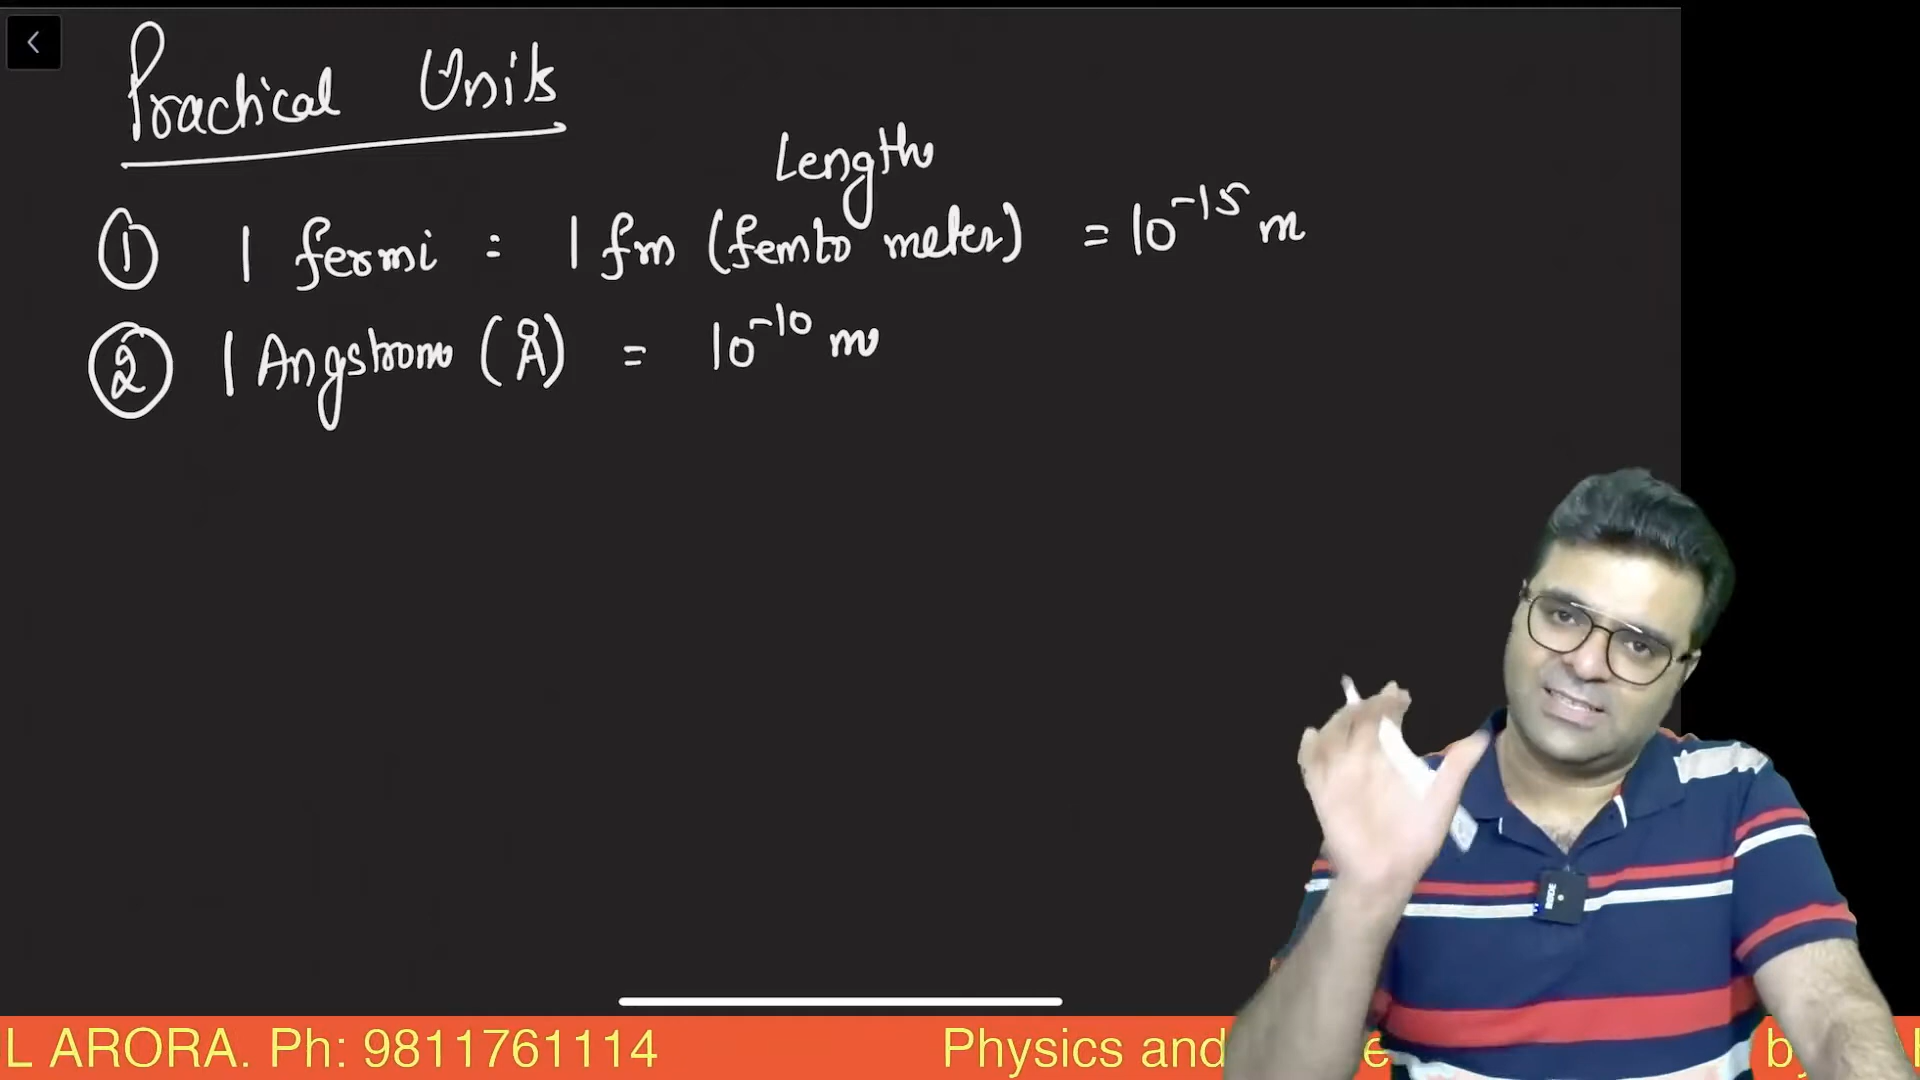 Practical Units
Length
① 1 fermi = 1 fm (femto meter) = 10⁻¹⁵ m
② 1 Angstrom (Å) = 10⁻¹⁰ m
L ARORA. Ph: 9811761114 Physics and